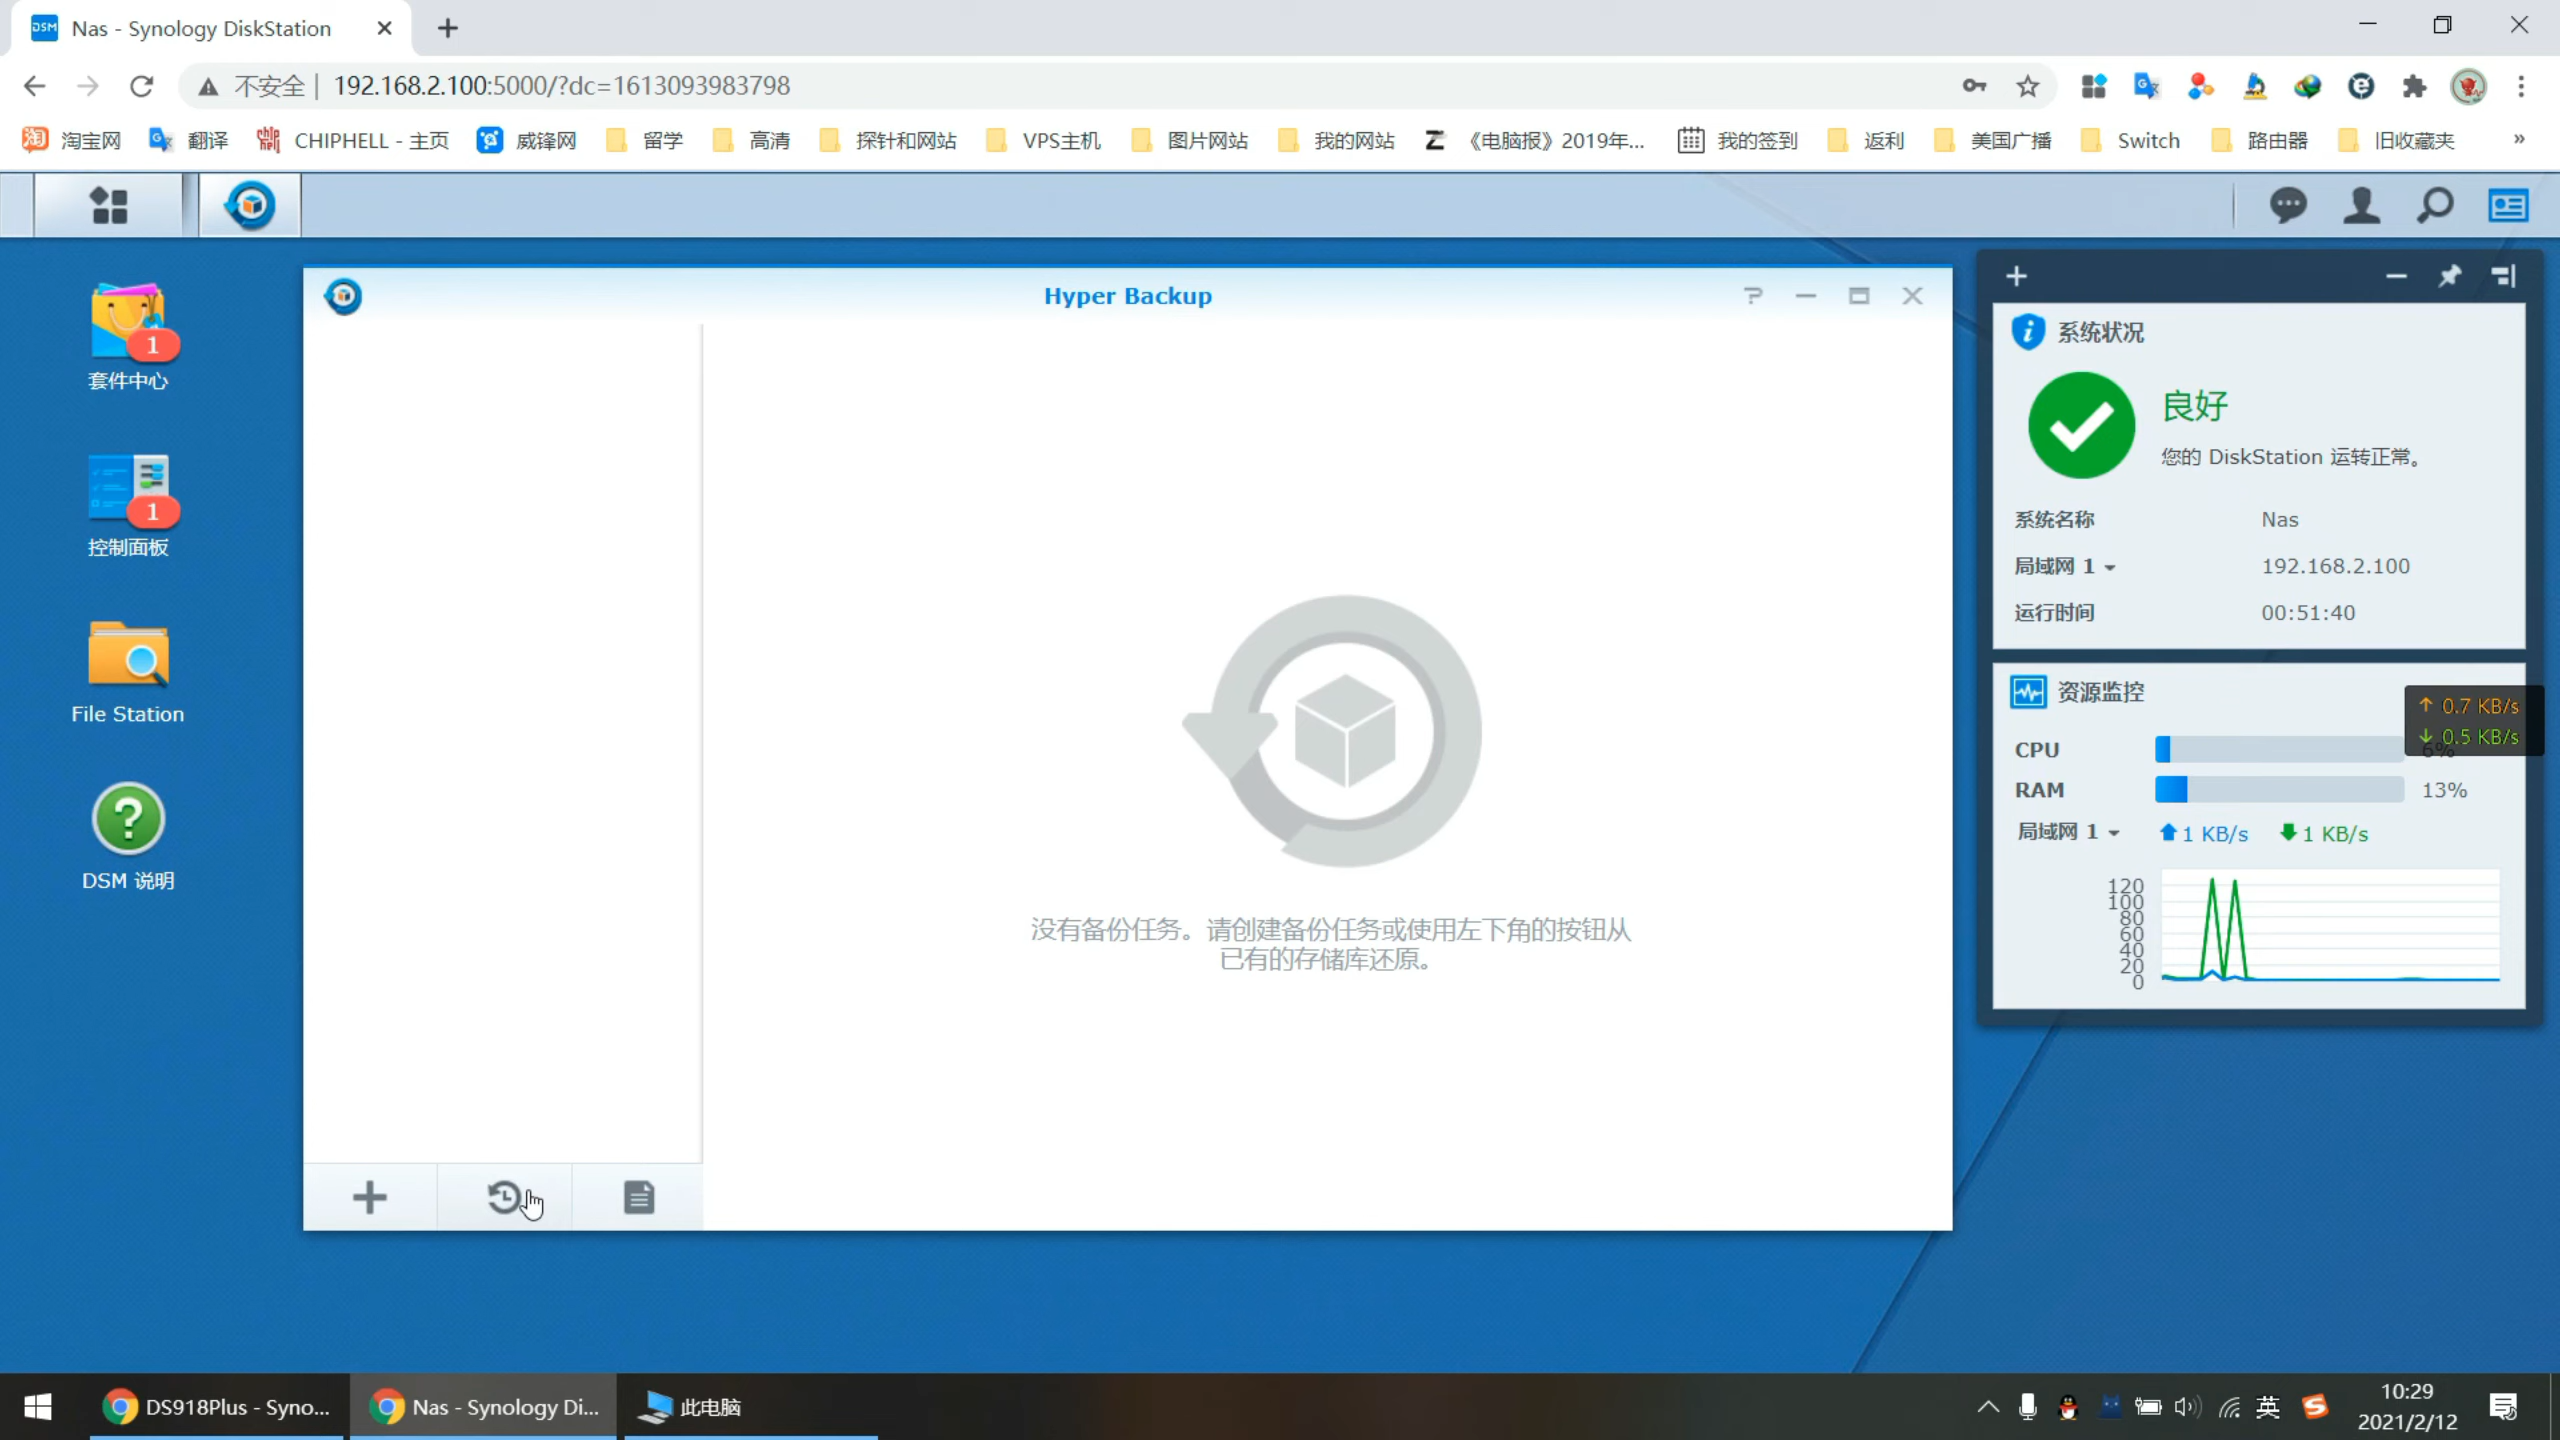 Nas - Synology DiskStation
不安全 | 192.168.2.100:5000/?dc=1613093983798
淘宝网 翻译 CHIPHELL - 主页 威锋网 留学 高清 探针和网站 VPS主机 图片网站 我的网站 《电脑报》2019年... 我的签到 返利 美国广播 Switch 路由器 旧收藏夹 »
1
套件中心
1
控制面板
File Station
DSM 说明
Hyper Backup
没有备份任务。请创建备份任务或使用左下角的按钮从
已有的存储库还原。
系统状况
良好
您的 DiskStation 运转正常。
系统名称 Nas
局域网 1 192.168.2.100
运行时间 00:51:40
资源监控
↑ 0.7 KB/s
↓ 0.5 KB/s
CPU 6%
RAM 13%
局域网 1 1 KB/s 1 KB/s
120
100
80
60
40
20
0
DS918Plus - Syno...
Nas - Synology Di...
此电脑
英
10:29
2021/2/12